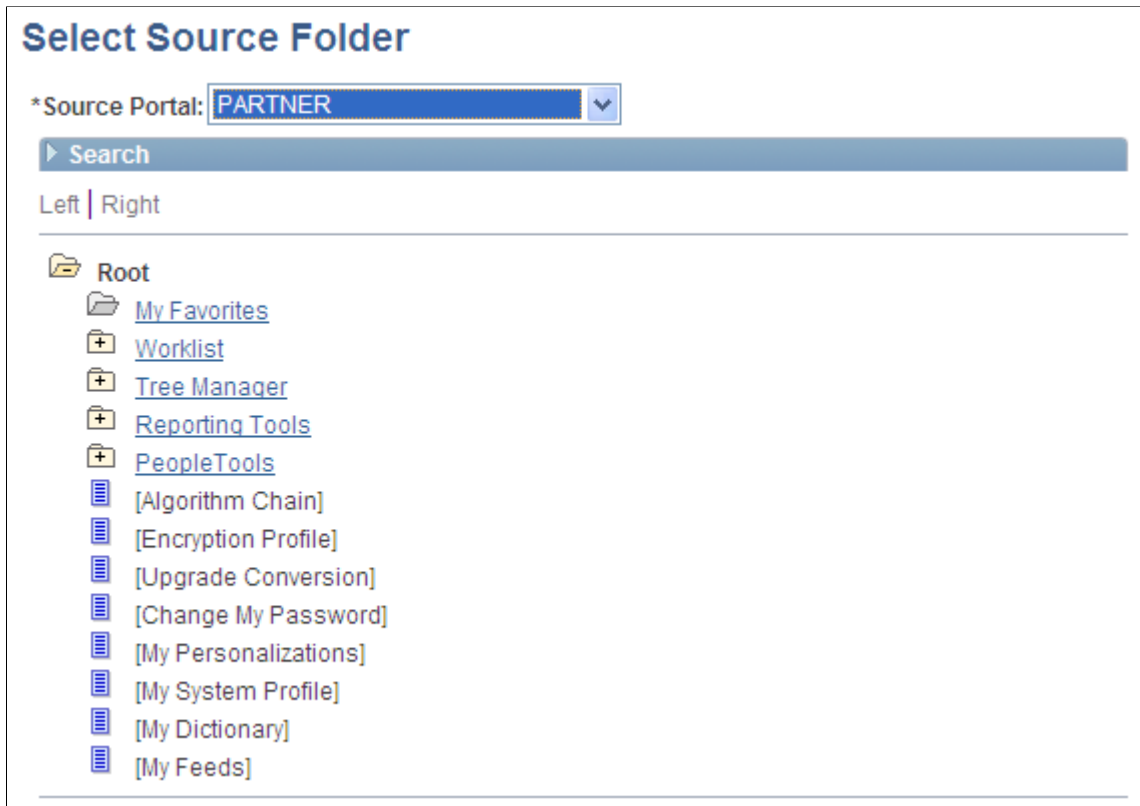 Select Source Folder
*Source Portal: PARTNER
Search
Left | Right
Root
My Favorites
Worklist
Tree Manager
Reporting Tools
PeopleTools
[Algorithm Chain]
[Encryption Profile]
[Upgrade Conversion]
[Change My Password]
[My Personalizations]
[My System Profile]
[My Dictionary]
[My Feeds]